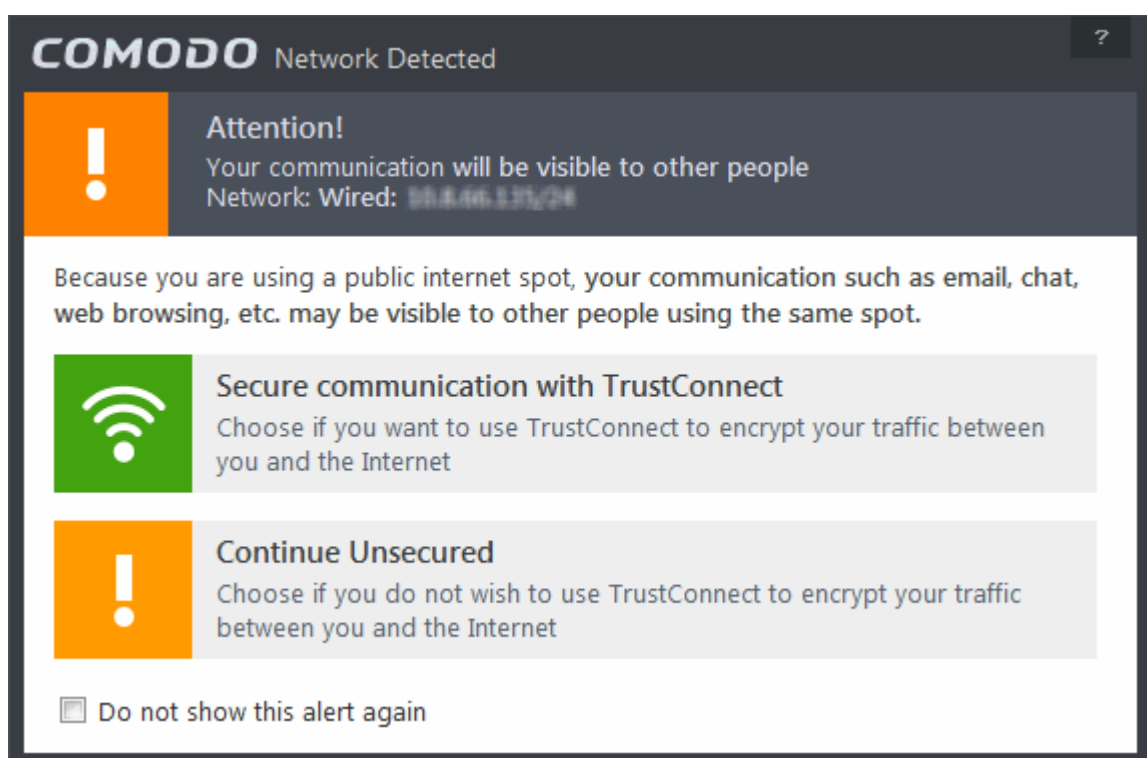 COMODO Network Detected
?
Attention!
Your communication will be visible to other people
Network: Wired:
Because you are using a public internet spot, your communication such as email, chat,
web browsing, etc. may be visible to other people using the same spot.
Secure communication with TrustConnect
Choose if you want to use TrustConnect to encrypt your traffic between
you and the Internet
Continue Unsecured
Choose if you do not wish to use TrustConnect to encrypt your traffic
between you and the Internet
Do not show this alert again